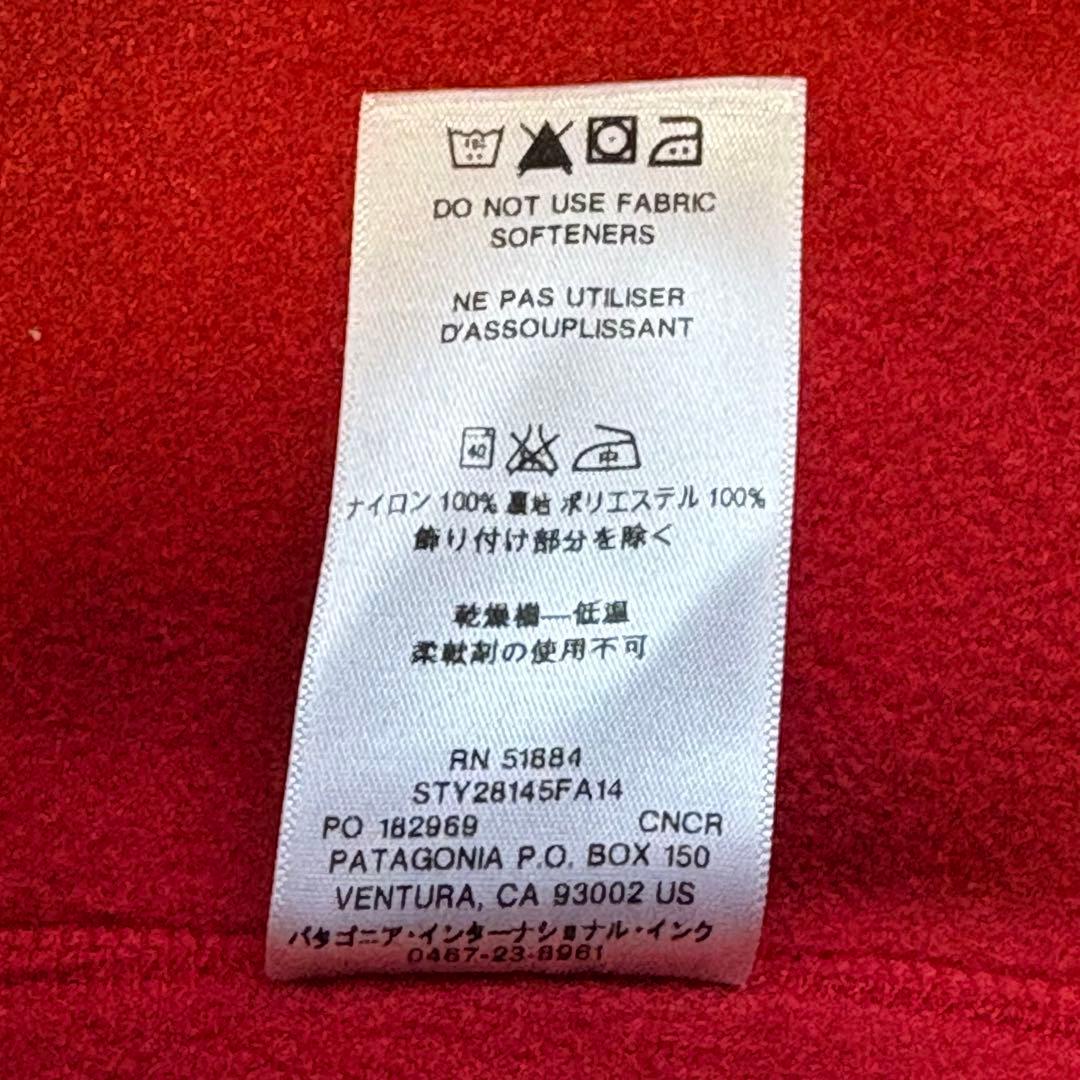 DO NOT USE FABRIC
SOFTENERS
NE PAS UTILISER
D'ASSOUPLISSANT
40
中
ナイロン 100% 裏地 ポリエステル 100%
飾り付け部分を除く
乾燥機—低温
柔軟剤の使用不可
RN 51884
STY28145FA14
PO 182969 CNCR
PATAGONIA P.O. BOX 150
VENTURA, CA 93002 US
パタゴニア・インターナショナル・インク
0467-23-8961